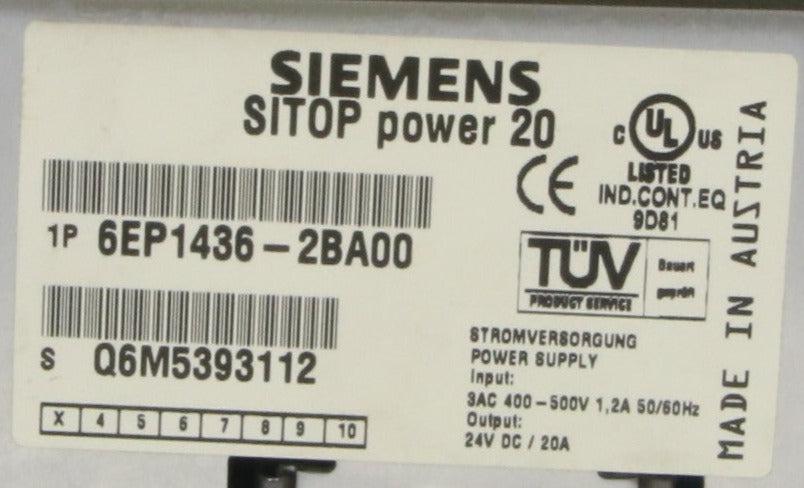 SIEMENS
SITOP power 20
C UL US
LISTED
IND.CONT.EQ
9D81
CE
1P 6EP1436-2BA00
TÜV
PRODUCT SERVICE
Bauart
geprüft
S Q6M5393112
STROMVERSORGUNG
POWER SUPPLY
Input:
3AC 400-500V 1,2A 50/60Hz
Output:
24V DC / 20A
X 4 5 6 7 8 9 10
MADE IN AUSTRIA